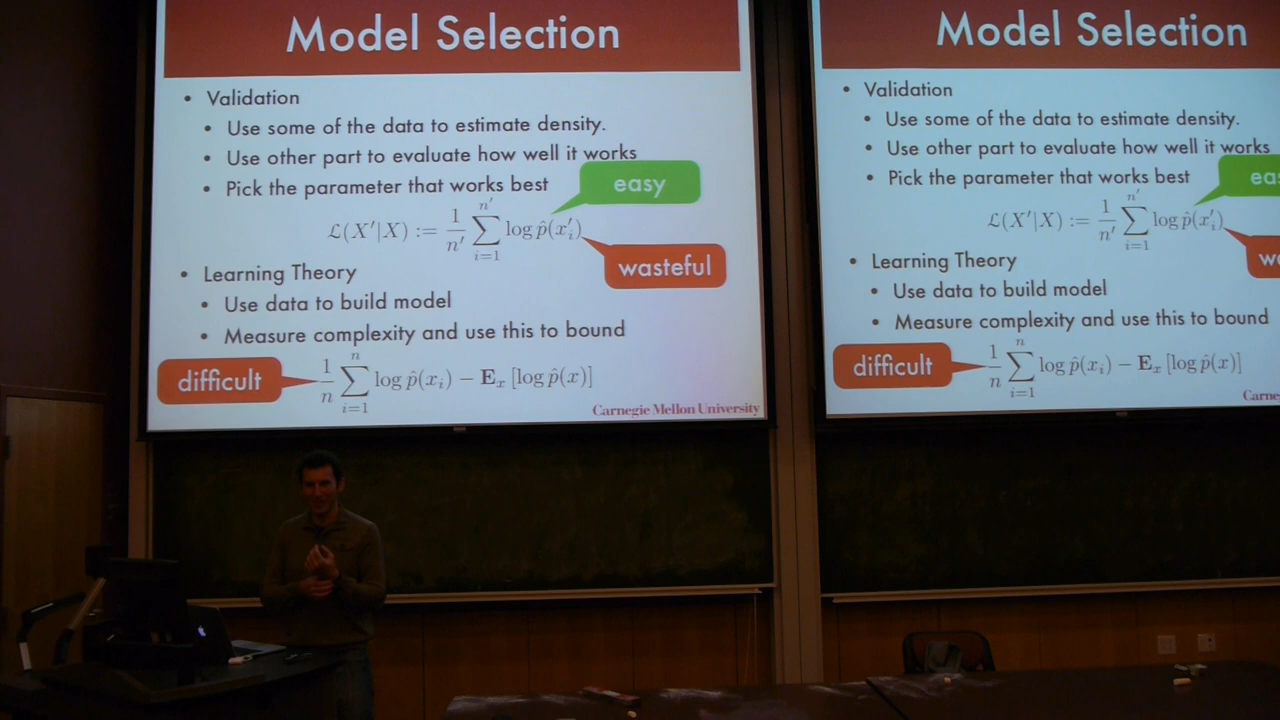 Model Selection
• Validation
• Use some of the data to estimate density.
• Use other part to evaluate how well it works
• Pick the parameter that works best
easy
ℒ(X′|X) := 1/n′ ∑_{i=1}^{n′} log p̂(x′_i)
wasteful
• Learning Theory
• Use data to build model
• Measure complexity and use this to bound
difficult
1/n ∑_{i=1}^{n} log p̂(x_i) − E_x [log p̂(x)]
Carnegie Mellon University
Model Selection
• Validation
• Use some of the data to estimate density.
• Use other part to evaluate how well it works
• Pick the parameter that works best
eas
ℒ(X′|X) := 1/n′ ∑_{i=1}^{n′} log p̂(x′_i)
wa
• Learning Theory
• Use data to build model
• Measure complexity and use this to bound
difficult
1/n ∑_{i=1}^{n} log p̂(x_i) − E_x [log p̂(x)]
Carne